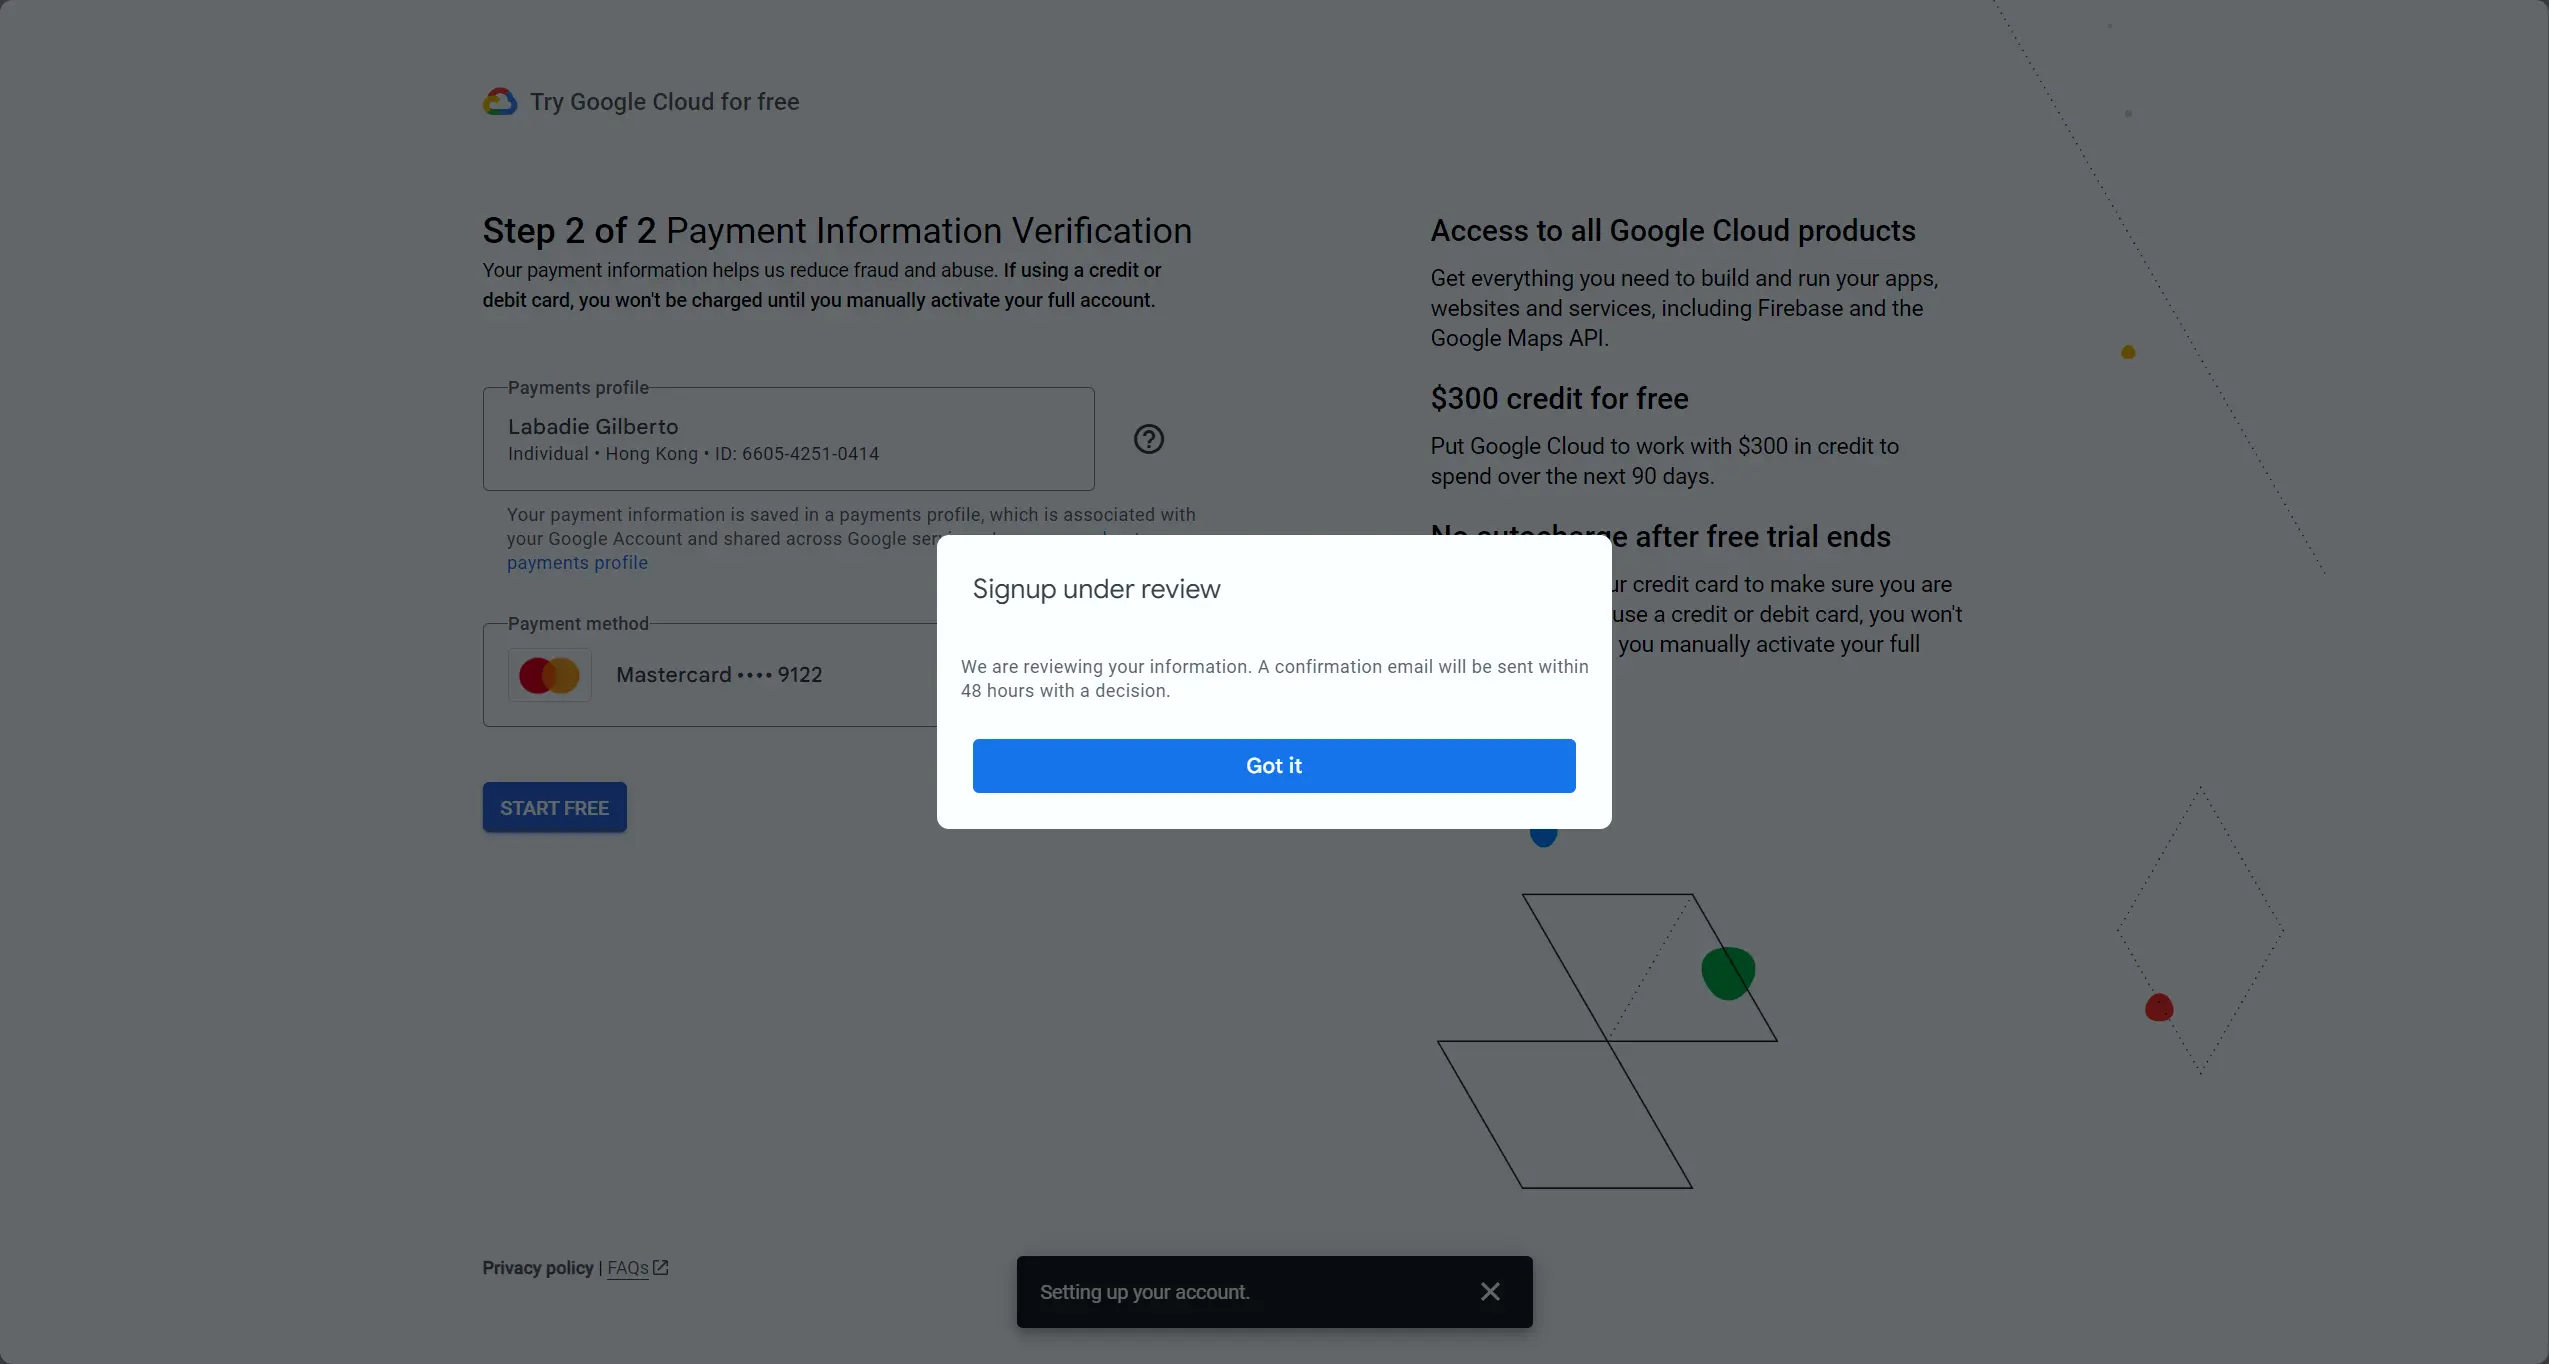 Try Google Cloud for free
Step 2 of 2 Payment Information Verification
Your payment information helps us reduce fraud and abuse. If using a credit or
debit card, you won't be charged until you manually activate your full account.
Payments profile
Labadie Gilberto
Individual • Hong Kong • ID: 6605-4251-0414
Your payment information is saved in a payments profile, which is associated with
your Google Account and shared across Google
payments profile
Payment method
Mastercard •••• 9122
START FREE
Access to all Google Cloud products
Get everything you need to build and run your apps,
websites and services, including Firebase and the
Google Maps API.
$300 credit for free
Put Google Cloud to work with $300 in credit to
spend over the next 90 days.
No autocharge after free trial ends
credit card to make sure you are
use a credit or debit card, you won't
you manually activate your full
Signup under review
We are reviewing your information. A confirmation email will be sent within
48 hours with a decision.
Got it
Privacy policy | FAQs
Setting up your account.